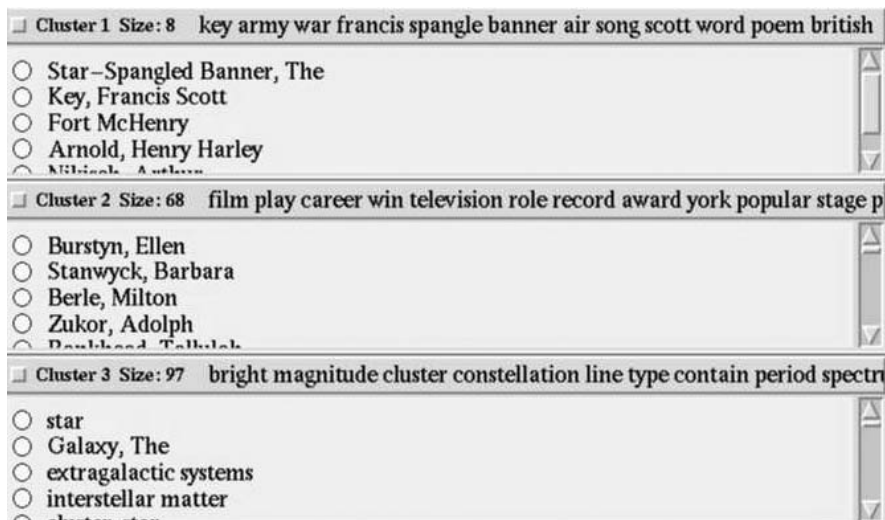 Cluster 1 Size: 8 key army war francis spangle banner air song scott word poem british
Star-Spangled Banner, The
Key, Francis Scott
Fort McHenry
Arnold, Henry Harley
Cluster 2 Size: 68 film play career win television role record award york popular stage p
Burstyn, Ellen
Stanwyck, Barbara
Berle, Milton
Zukor, Adolph
Cluster 3 Size: 97 bright magnitude cluster constellation line type contain period spectru
star
Galaxy, The
extragalactic systems
interstellar matter